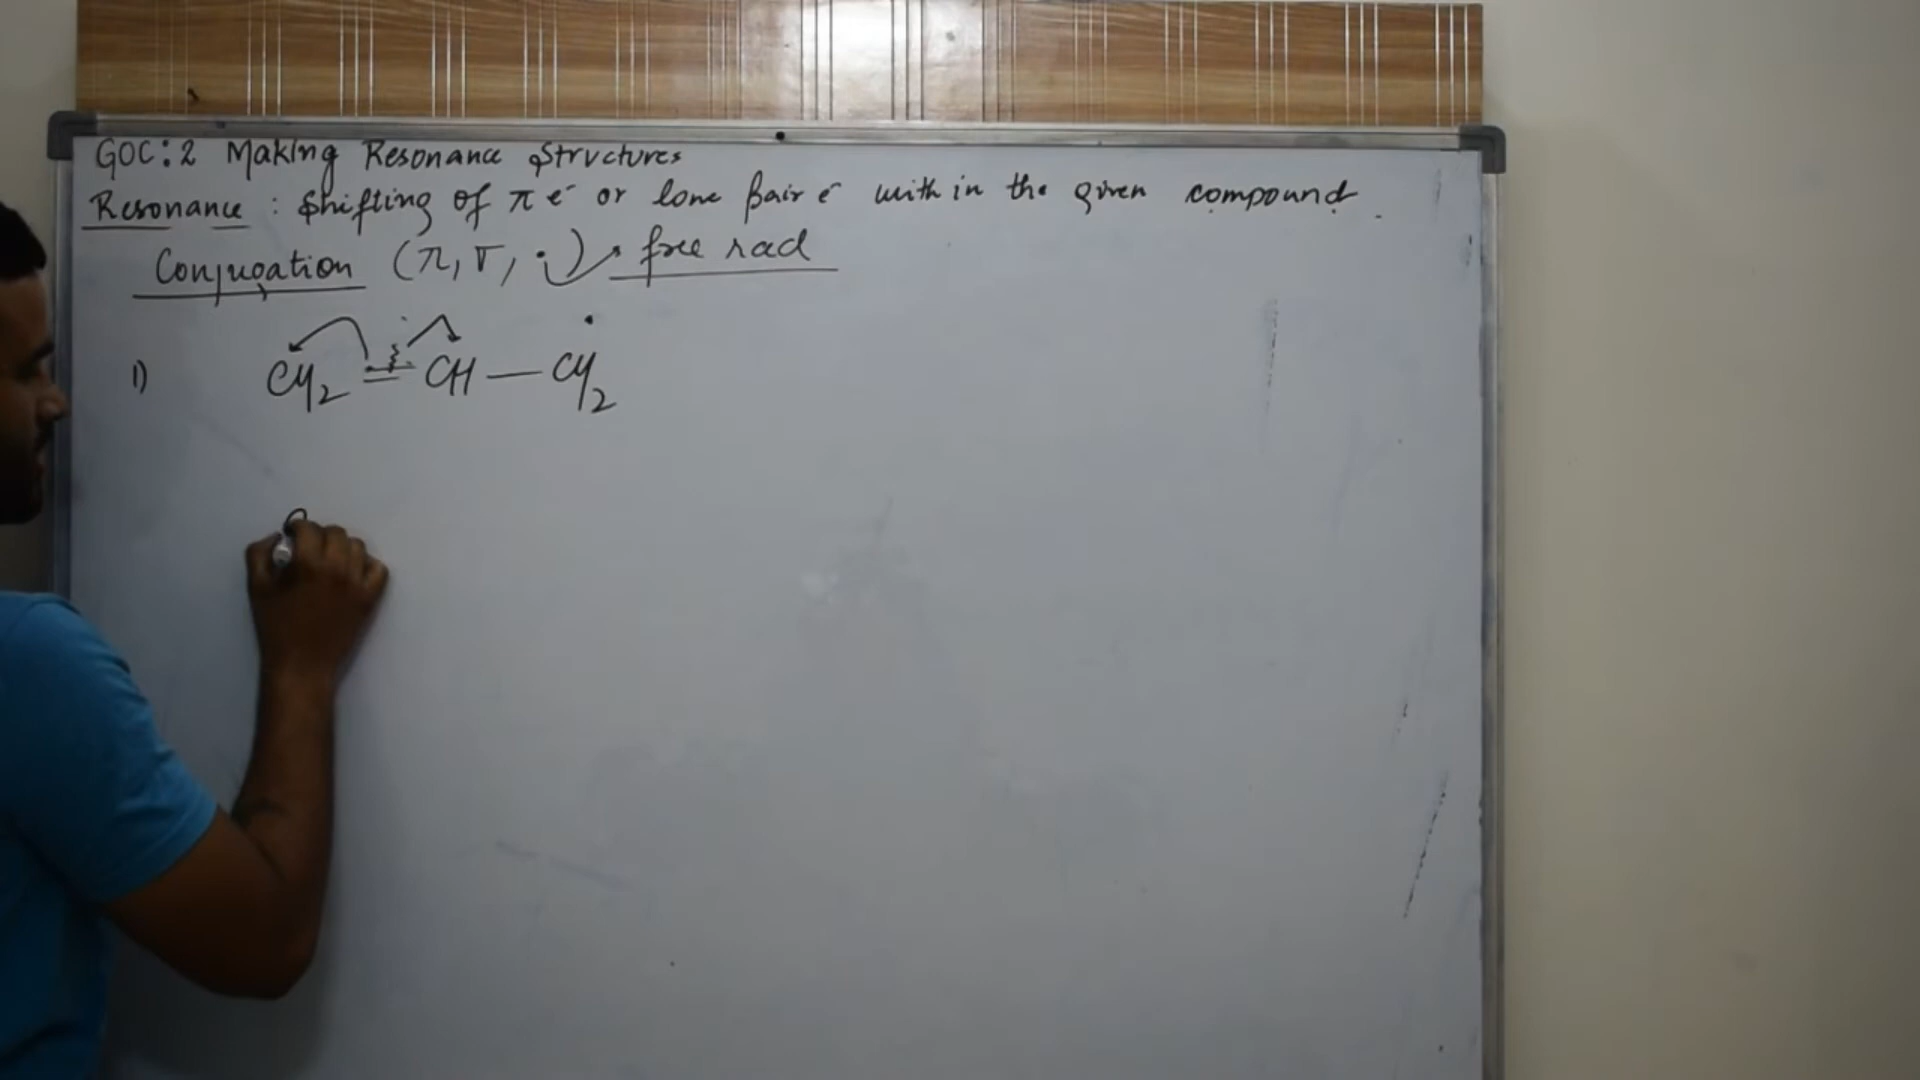 GOC: 2 Making Resonance Structures
Resonance : Shifting of π e⁻ or lone pair e⁻ with in the given compound.
Conjugation (π, σ, ·) → free rad
1) CH₂ = CH — CH₂
C